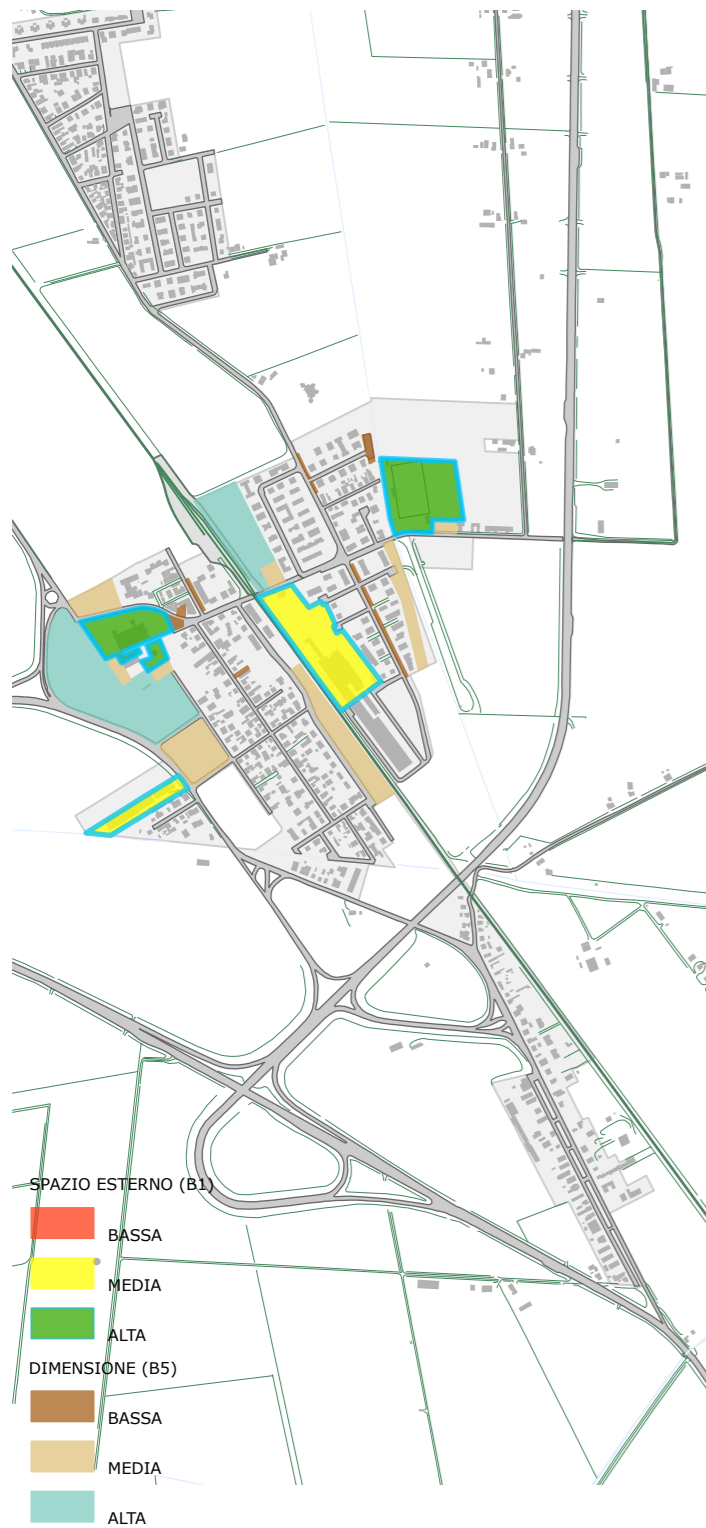 SPAZIO ESTERNO (B1)
BASSA
MEDIA
ALTA
DIMENSIONE (B5)
BASSA
MEDIA
ALTA